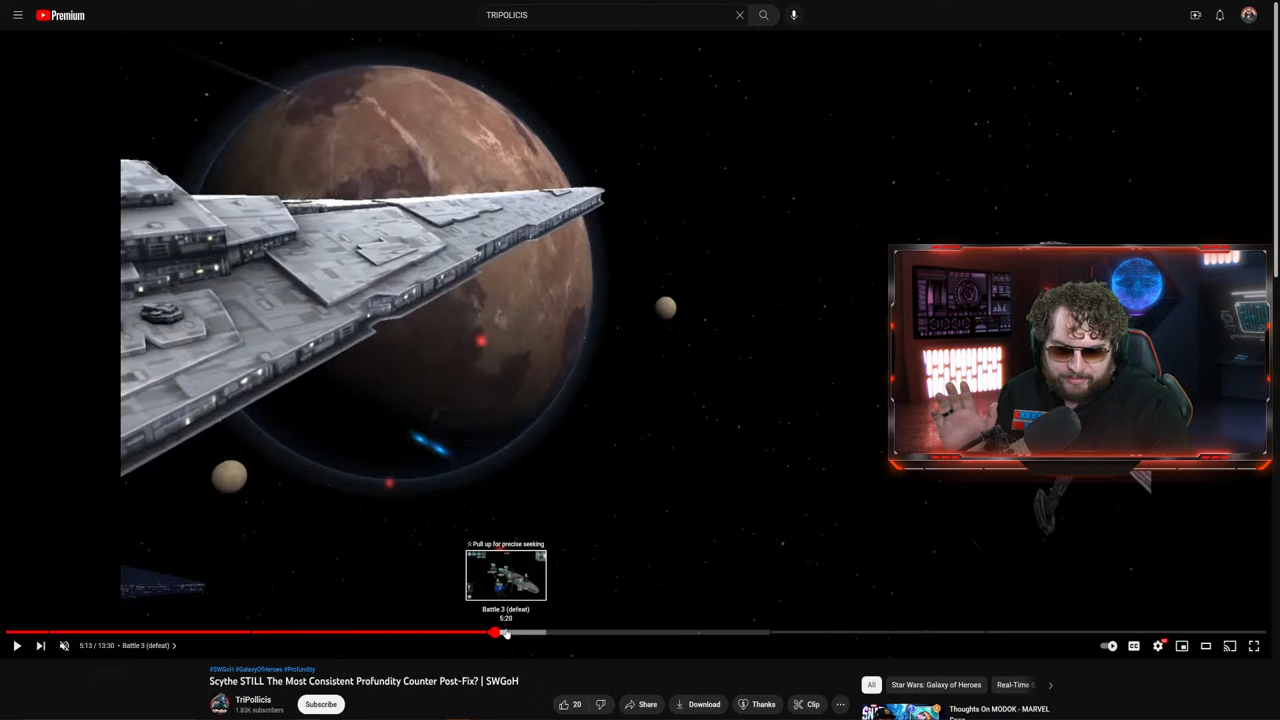 Premium
TRIPOLICIS
Pull up for precise seeking
Battle 3 (defeat)
5:20
5:13 / 13:30 • Battle 3 (defeat)
#SWGoH #GalaxyOfHeroes #Profundity
Scythe STILL The Most Consistent Profundity Counter Post-Fix? | SWGoH
TriPollicis
1.83K subscribers
Subscribe
20
Share
Download
Thanks
Clip
All
Star Wars: Galaxy of Heroes
Real-Time S
Thoughts On MODOK - MARVEL